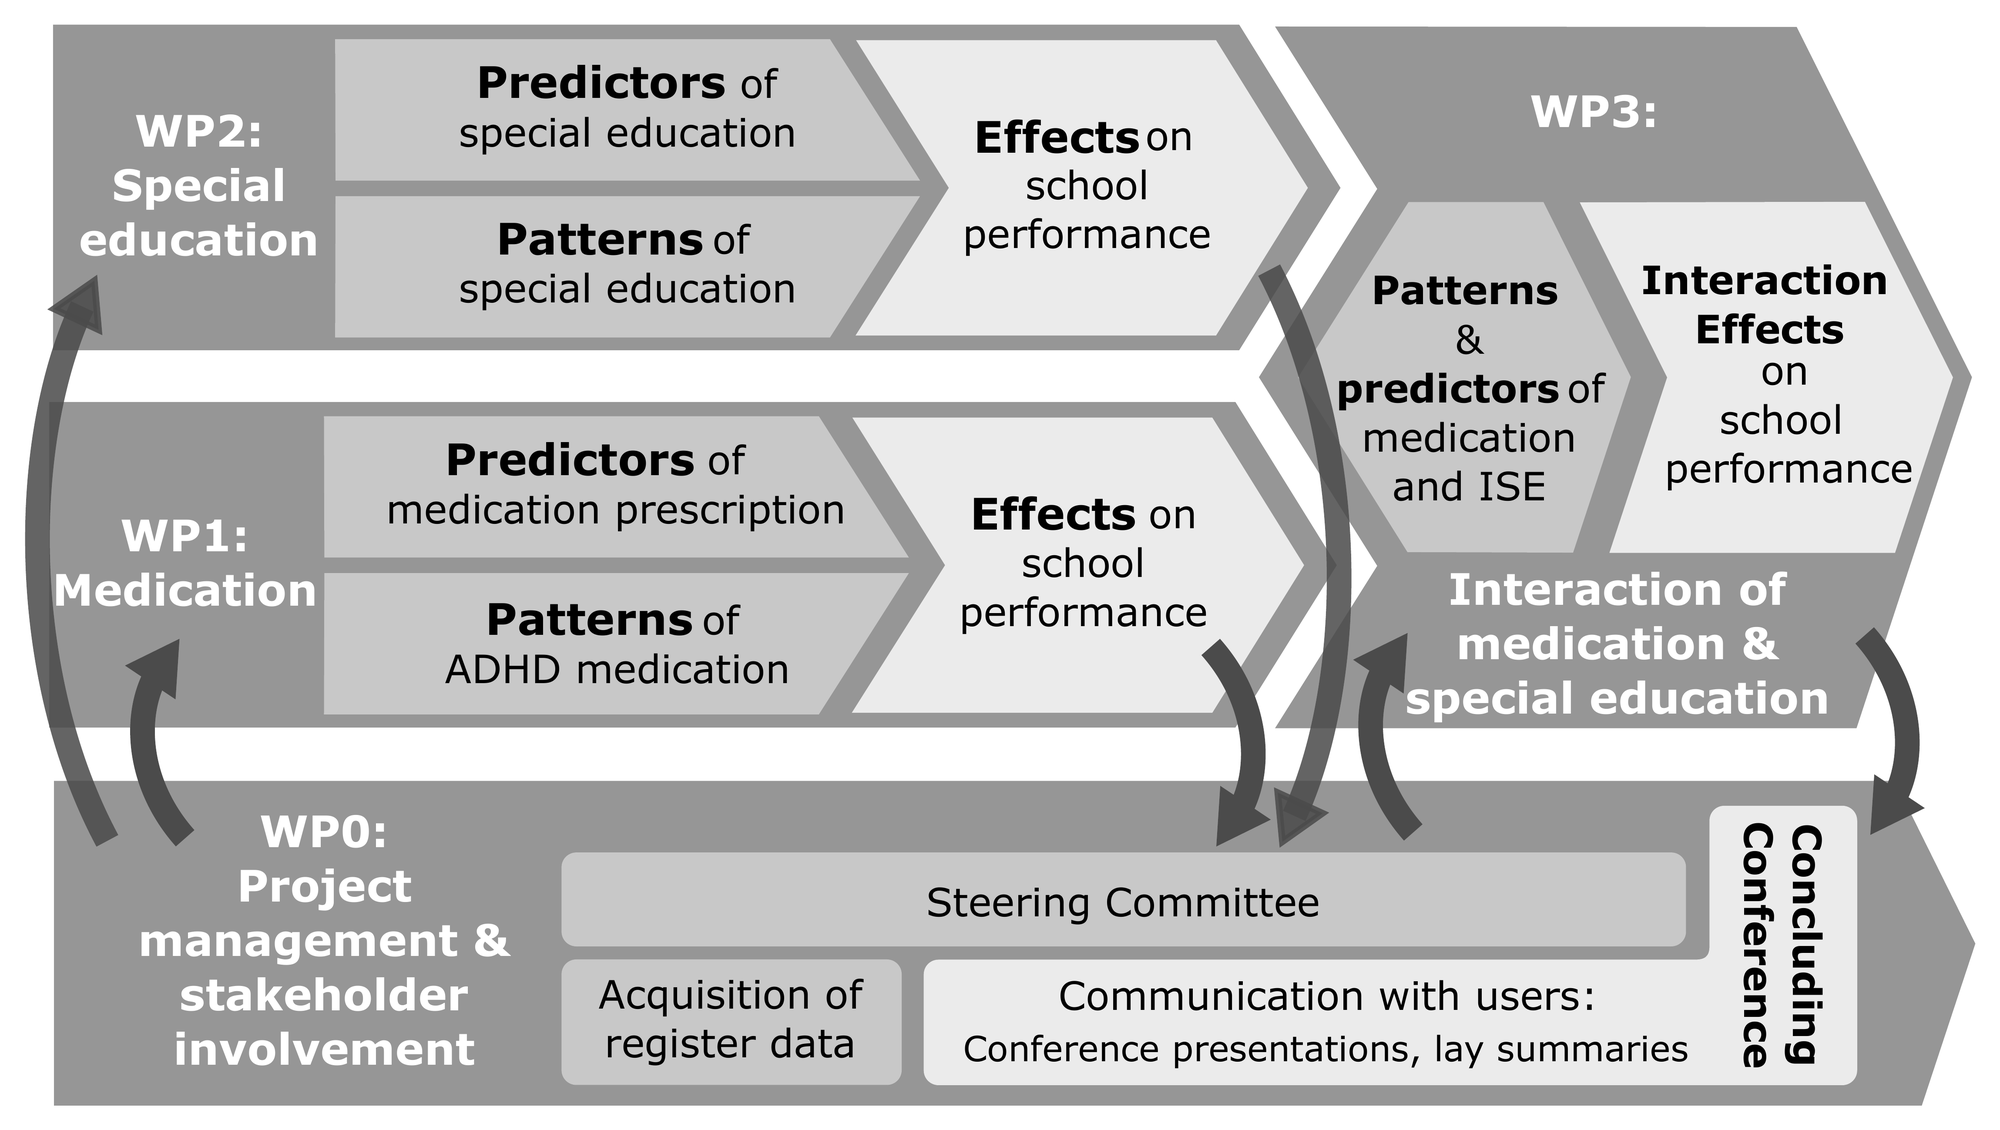 WP2:
Special
education
Predictors of
special education
Patterns of
special education
Effects on
school
performance
WP1:
Medication
Predictors of
medication prescription
Patterns of
ADHD medication
Effects on
school
performance
WP3:
Patterns
&
predictors of
medication
and ISE
Interaction
Effects
on
school
performance
Interaction of
medication &
special education
WP0:
Project
management &
stakeholder
involvement
Steering Committee
Acquisition of
register data
Communication with users:
Conference presentations, lay summaries
Concluding
Conference